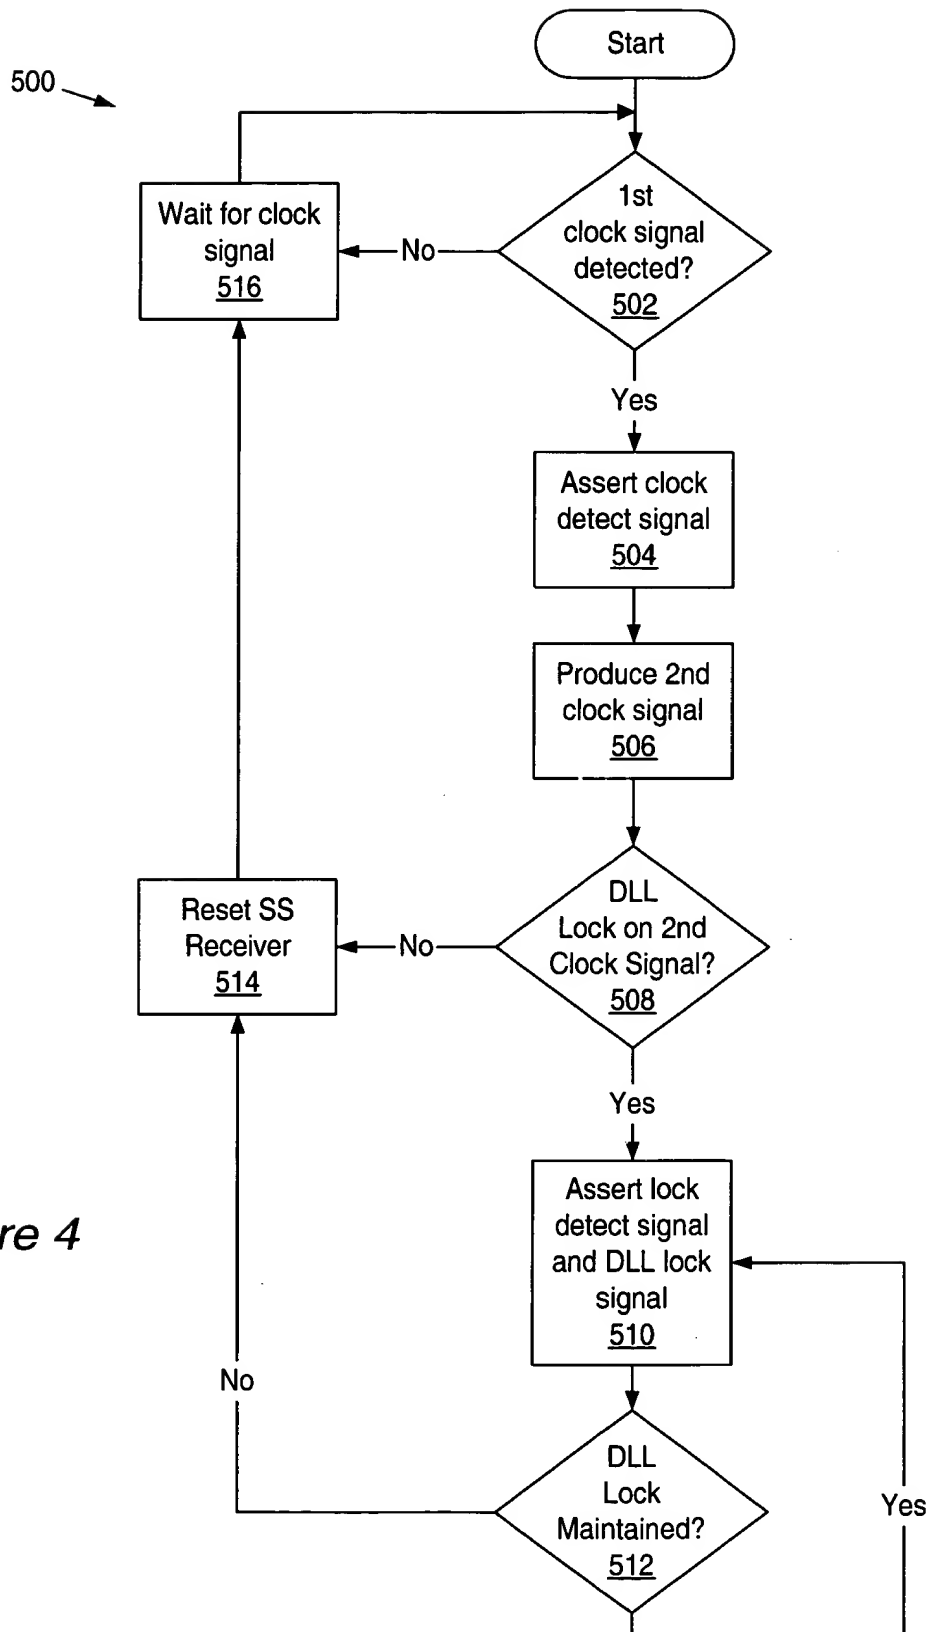 Start
500
1st
clock signal
detected?
502
No
Wait for clock
signal
516
Yes
Assert clock
detect signal
504
Produce 2nd
clock signal
506
DLL
Lock on 2nd
Clock Signal?
508
No
Reset SS
Receiver
514
Yes
Assert lock
detect signal
and DLL lock
signal
510
re 4
No
DLL
Lock
Maintained?
512
Yes